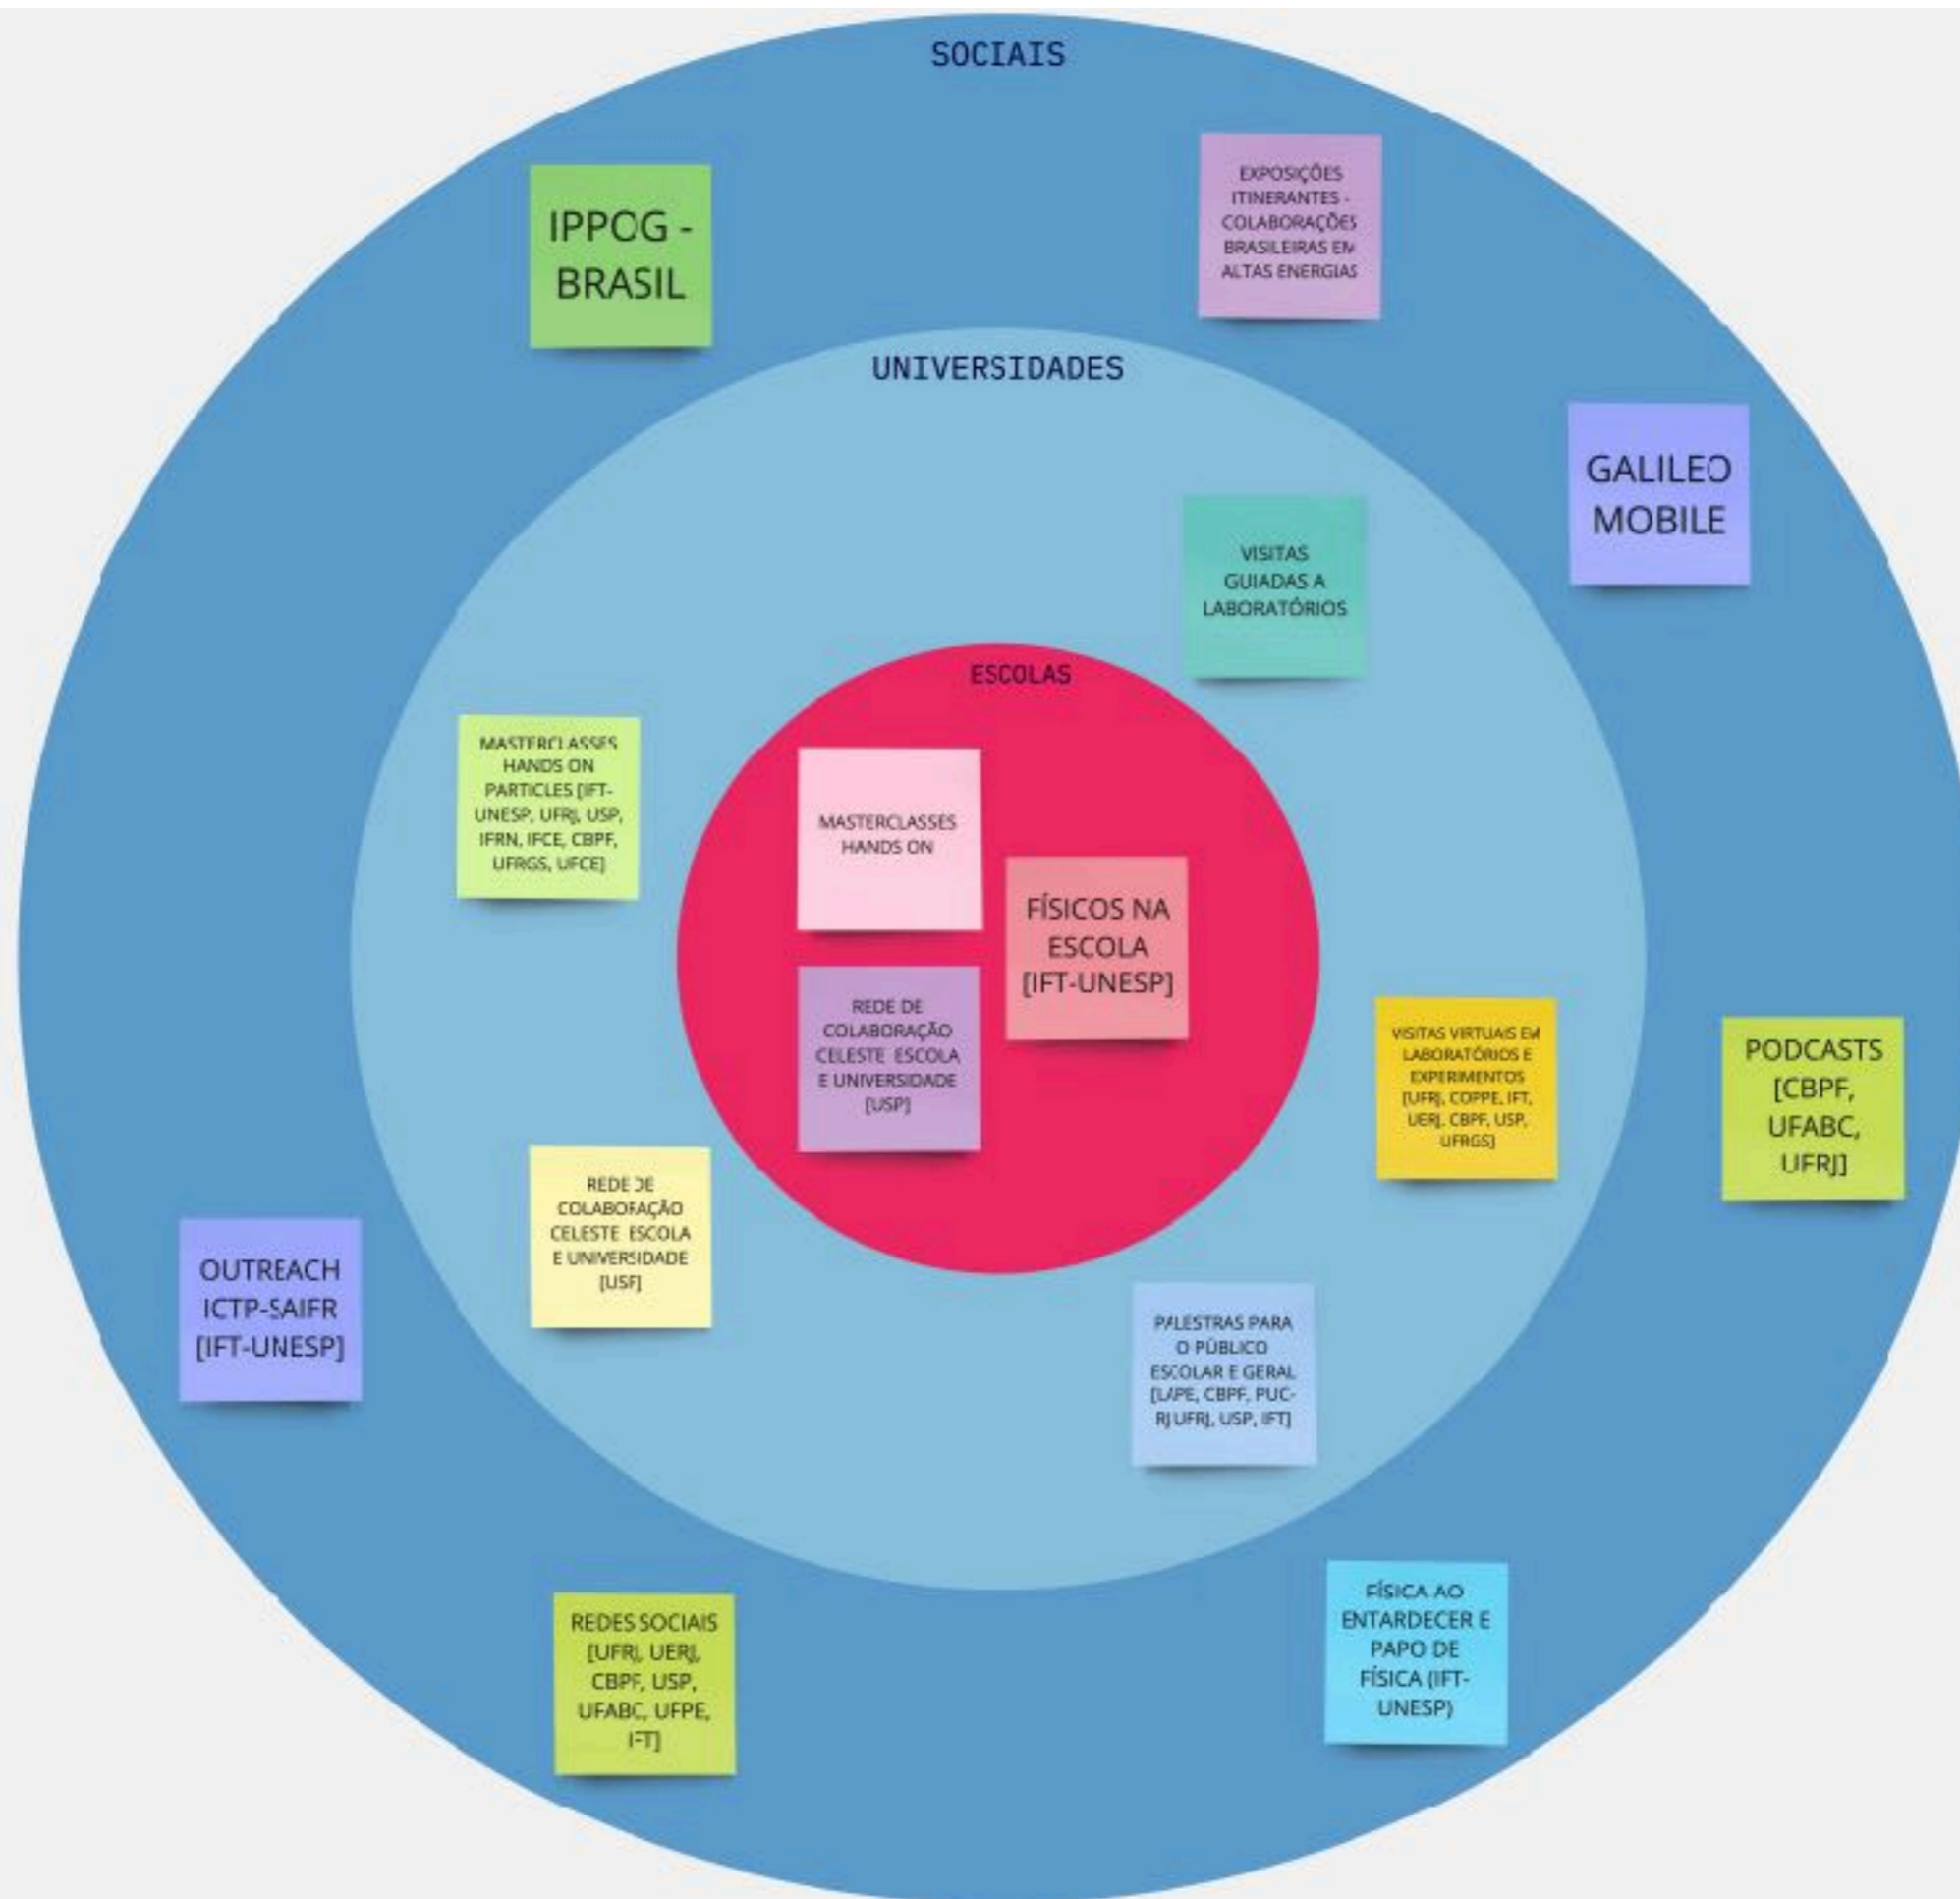 SOCIAIS
IPPOG -
BRASIL
EXPOSIÇÕES
ITINERANTES -
COLABORAÇÕES
BRASILEIRAS EM
ALTAS ENERGIAS
UNIVERSIDADES
GALILEO
MOBILE
VISITAS
GUIADAS A
LABORATÓRIOS
ESCOLAS
MASTERCLASSES
HANDS ON
PARTICLES [IFT-
UNESP, UFRJ, USP,
IFRN, IFCE, CBPF,
UFRGS, UFCE]
MASTERCLASSES
HANDS ON
FÍSICOS NA
ESCOLA
[IFT-UNESP]
REDE DE
COLABORAÇÃO
CELESTE ESCOLA
E UNIVERSIDADE
[USP]
VISITAS VIRTUAIS EM
LABORATÓRIOS E
EXPERIMENTOS
[UFRJ, COPPE, IFT,
UERJ, CBPF, USP,
UFRGS]
PODCASTS
[CBPF,
UFABC,
UFRJ]
REDE DE
COLABORAÇÃO
CELESTE ESCOLA
E UNIVERSIDADE
[USP]
OUTREACH
ICTP-SAIFR
[IFT-UNESP]
PALESTRAS PARA
O PÚBLICO
ESCOLAR E GERAL
[LAPE, CBPF, PUC-
RJ UFRJ, USP, IFT]
REDES SOCIAIS
[UFRJ, UERJ,
CBPF, USP,
UFABC, UFPE,
IFT]
FÍSICA AO
ENTARDECER E
PAPO DE
FÍSICA (IFT-
UNESP)